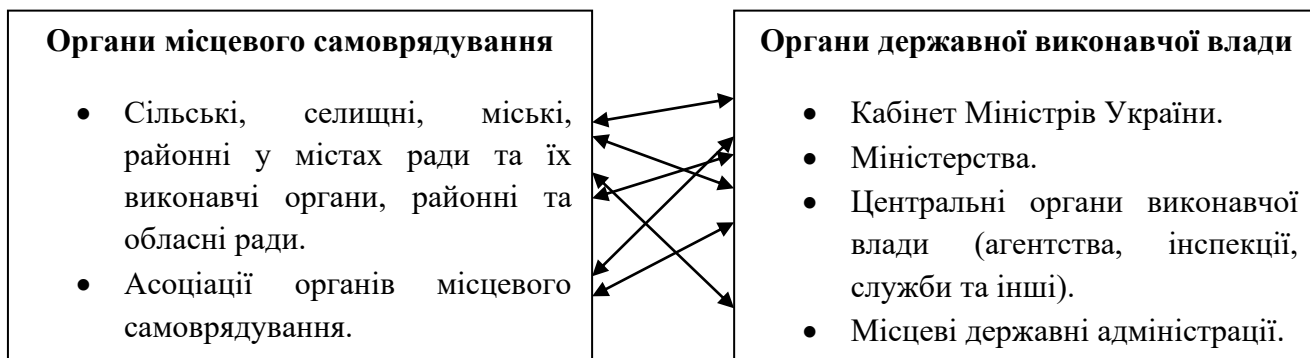 Органи місцевого самоврядування
• Сільські, селищні, міські,
районні у містах ради та їх
виконавчі органи, районні та
обласні ради.
• Асоціації органів місцевого
самоврядування.
Органи державної виконавчої влади
• Кабінет Міністрів України.
• Міністерства.
• Центральні органи виконавчої
влади (агентства, інспекції,
служби та інші).
• Місцеві державні адміністрації.